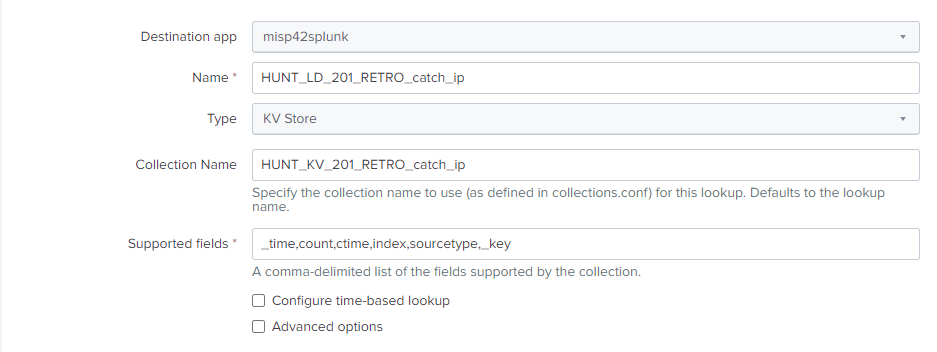 Destination app misp42splunk
Name * HUNT_LD_201_RETRO_catch_ip
Type KV Store
Collection Name HUNT_KV_201_RETRO_catch_ip
Specify the collection name to use (as defined in collections.conf) for this lookup. Defaults to the lookup
name.
Supported fields * _time,count,ctime,index,sourcetype,_key
A comma-delimited list of the fields supported by the collection.
Configure time-based lookup
Advanced options